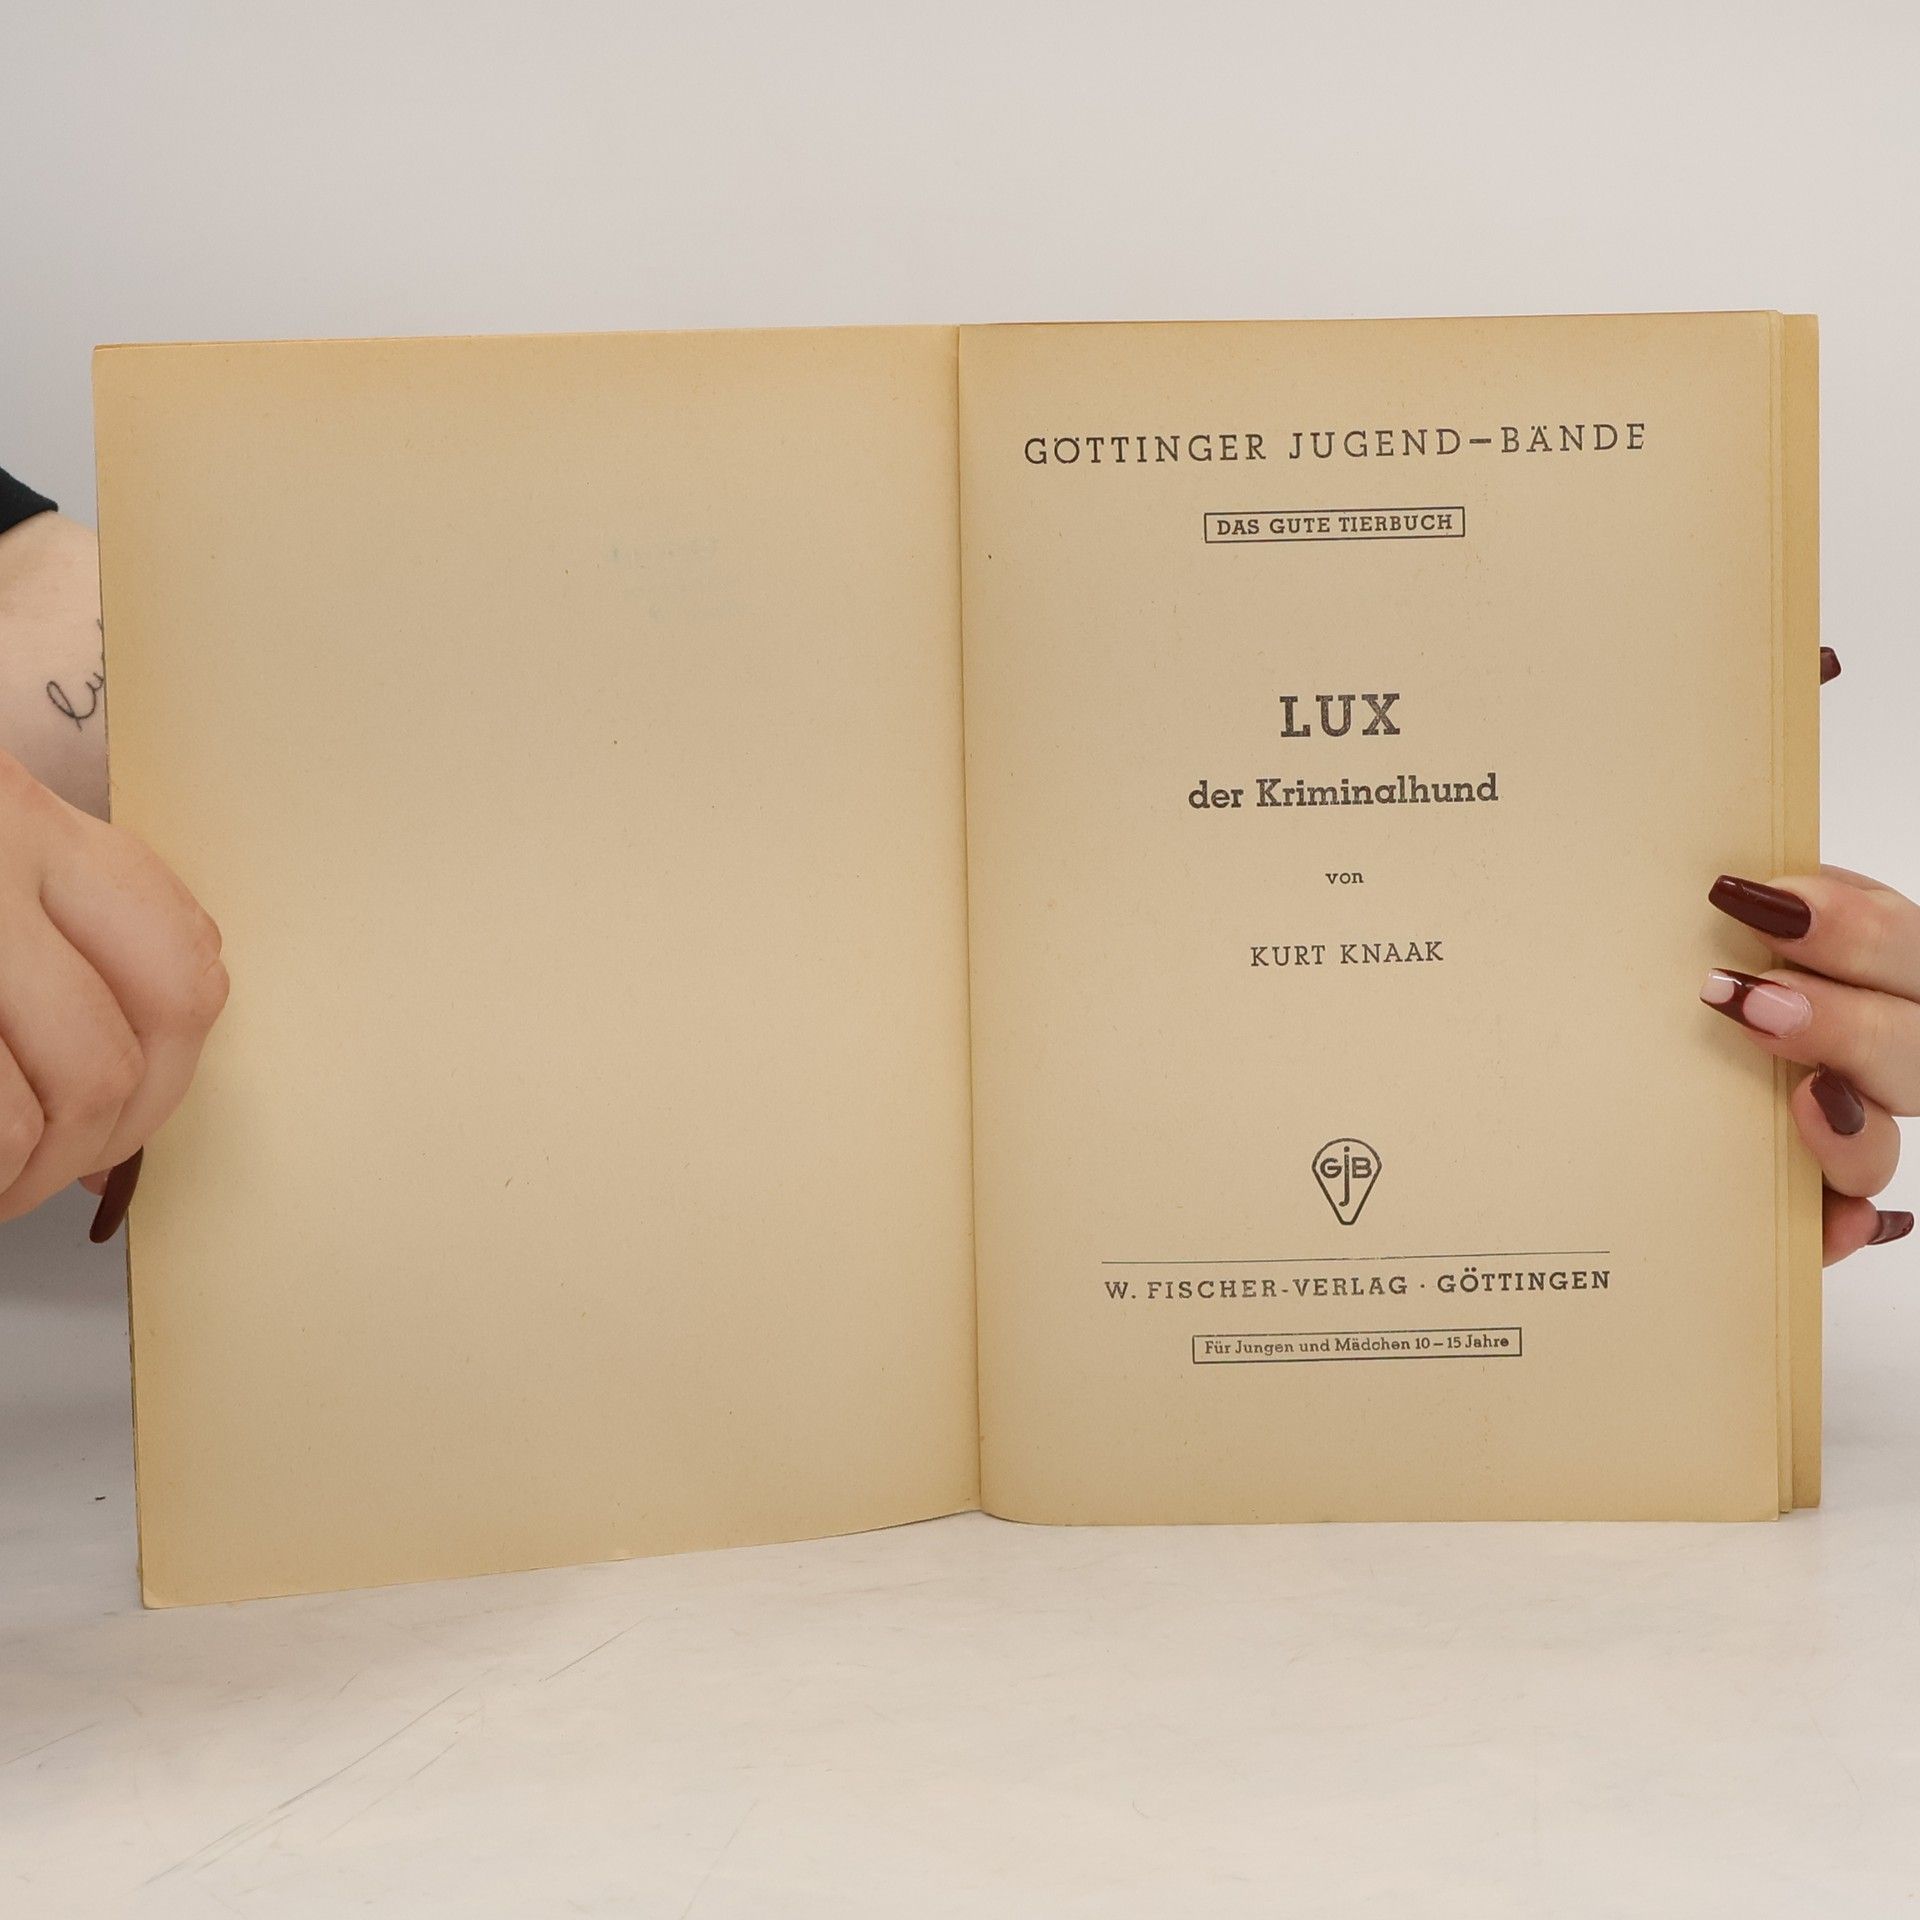 GÖTTINGER JUGEND-BÄNDE
DAS GUTE TIERBUCH
LUX
der Kriminalhund
von
KURT KNAAK
GjB
W. FISCHER-VERLAG · GÖTTINGEN
Für Jungen und Mädchen 10 – 15 Jahre